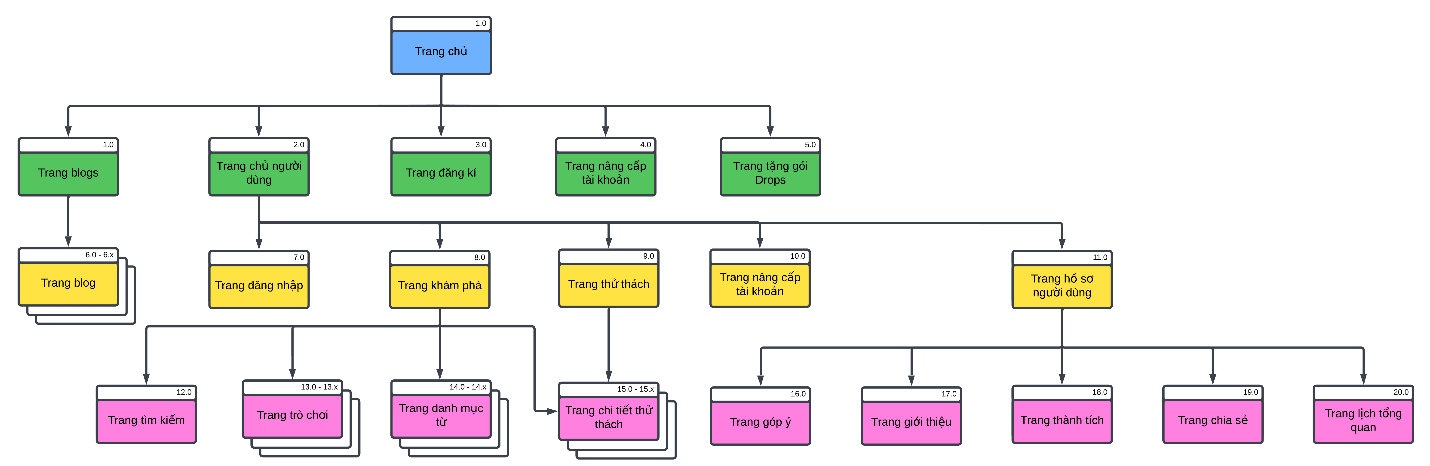 1.0
Trang chủ
1.0
Trang blogs
2.0
Trang chủ người
dùng
3.0
Trang đăng kí
4.0
Trang nâng cấp
tài khoản
5.0
Trang tặng gói
Drops
6.0 - 6.x
Trang blog
7.0
Trang đăng nhập
8.0
Trang khám phá
9.0
Trang thử thách
10.0
Trang nâng cấp
tài khoản
11.0
Trang hồ sơ
người dùng
12.0
Trang tìm kiếm
13.0 - 13.x
Trang trò chơi
14.0 - 14.x
Trang danh mục
từ
15.0 - 15.x
Trang chi tiết thử
thách
16.0
Trang góp ý
17.0
Trang giới thiệu
18.0
Trang thành tích
19.0
Trang chia sẻ
20.0
Trang lịch tổng
quan